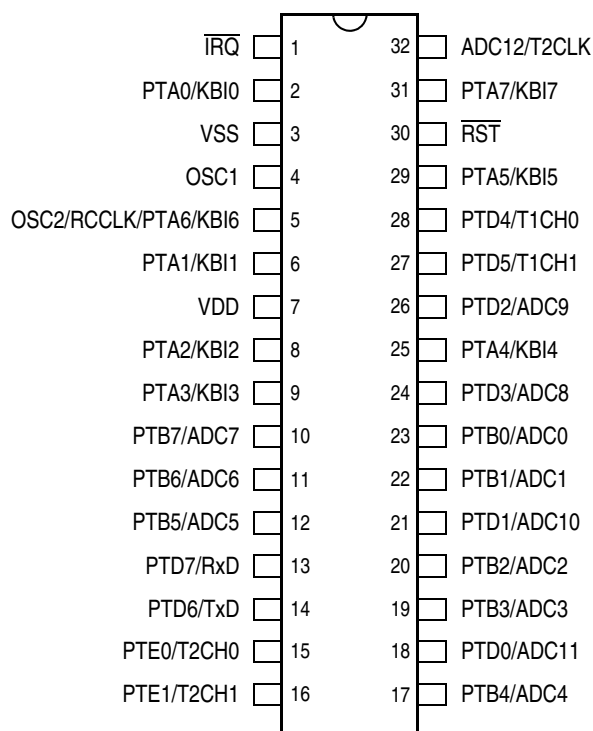 IRQ 1 32 ADC12/T2CLK
PTA0/KBI0 2 31 PTA7/KBI7
VSS 3 30 RST
OSC1 4 29 PTA5/KBI5
OSC2/RCCLK/PTA6/KBI6 5 28 PTD4/T1CH0
PTA1/KBI1 6 27 PTD5/T1CH1
VDD 7 26 PTD2/ADC9
PTA2/KBI2 8 25 PTA4/KBI4
PTA3/KBI3 9 24 PTD3/ADC8
PTB7/ADC7 10 23 PTB0/ADC0
PTB6/ADC6 11 22 PTB1/ADC1
PTB5/ADC5 12 21 PTD1/ADC10
PTD7/RxD 13 20 PTB2/ADC2
PTD6/TxD 14 19 PTB3/ADC3
PTE0/T2CH0 15 18 PTD0/ADC11
PTE1/T2CH1 16 17 PTB4/ADC4